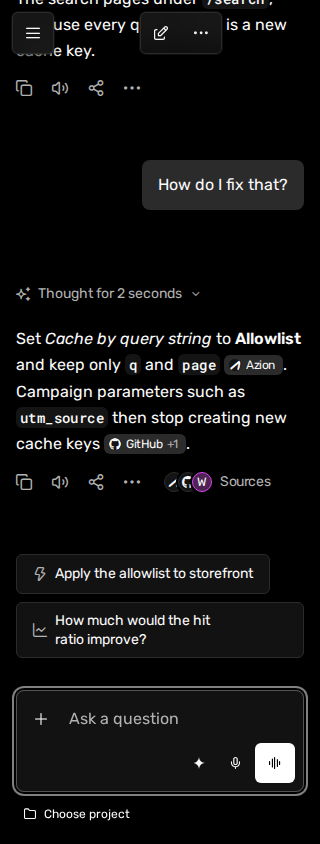 The search pages under /search,
use every q is a new
cache key.
How do I fix that?
Thought for 2 seconds
Set Cache by query string to Allowlist
and keep only q and page Azion.
Campaign parameters such as
utm_source then stop creating new
cache keys GitHub +1.
W Sources
Apply the allowlist to storefront
How much would the hit
ratio improve?
Ask a question
Choose project